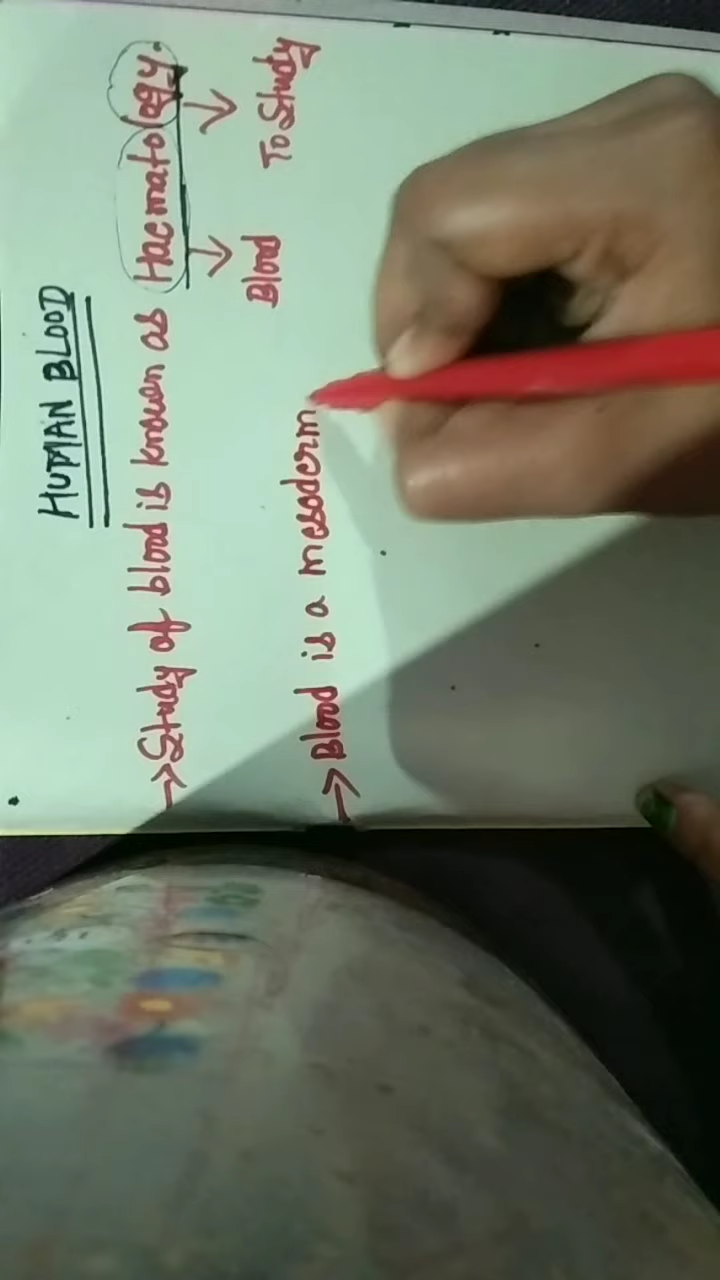 HUMAN BLOOD
→ Study of blood is known as Haematology.
Blood To Study
→ Blood is a mesoderm